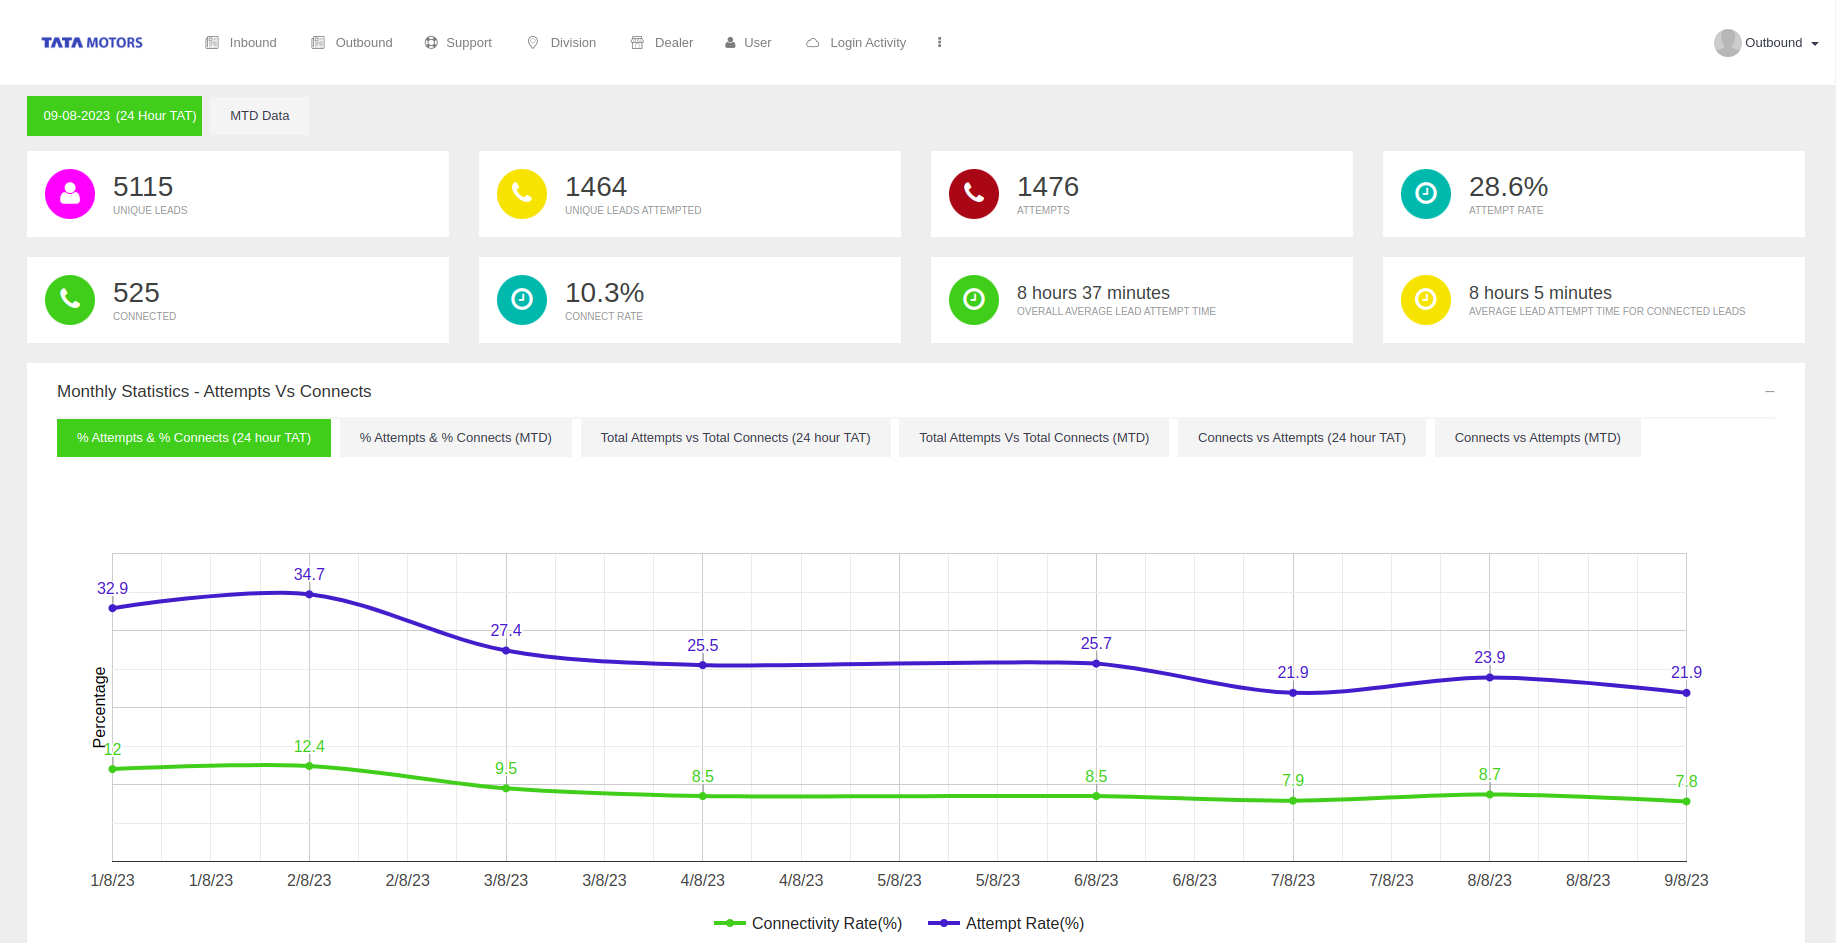 TATA MOTORS Inbound Outbound Support Division Dealer User Login Activity Outbound
09-08-2023 (24 Hour TAT) MTD Data
5115
UNIQUE LEADS
1464
UNIQUE LEADS ATTEMPTED
1476
ATTEMPTS
28.6%
ATTEMPT RATE
525
CONNECTED
10.3%
CONNECT RATE
8 hours 37 minutes
OVERALL AVERAGE LEAD ATTEMPT TIME
8 hours 5 minutes
AVERAGE LEAD ATTEMPT TIME FOR CONNECTED LEADS
Monthly Statistics - Attempts Vs Connects
% Attempts & % Connects (24 hour TAT) % Attempts & % Connects (MTD) Total Attempts vs Total Connects (24 hour TAT) Total Attempts Vs Total Connects (MTD) Connects vs Attempts (24 hour TAT) Connects vs Attempts (MTD)
Percentage
32.9 34.7 27.4 25.5 25.7 21.9 23.9 21.9
12 12.4 9.5 8.5 8.5 7.9 8.7 7.8
1/8/23 1/8/23 2/8/23 2/8/23 3/8/23 3/8/23 4/8/23 4/8/23 5/8/23 5/8/23 6/8/23 6/8/23 7/8/23 7/8/23 8/8/23 8/8/23 9/8/23
Connectivity Rate(%) Attempt Rate(%)